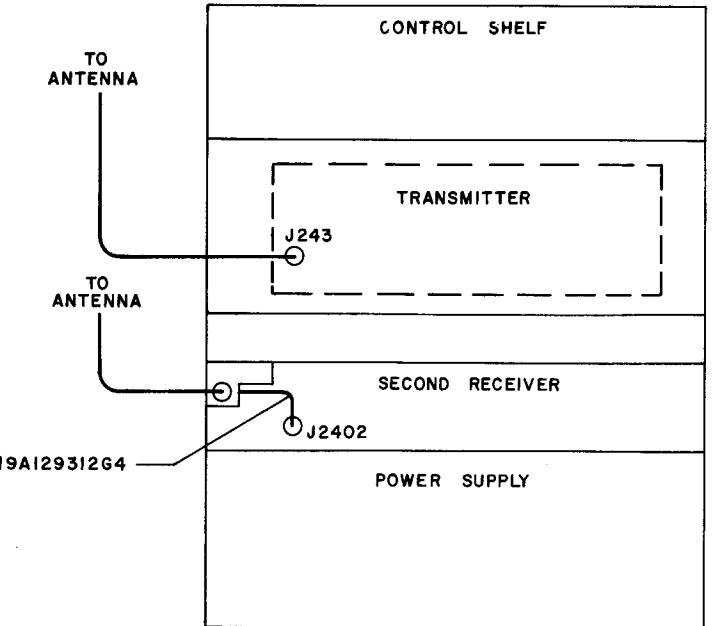 CONTROL SHELF
TO
ANTENNA
TRANSMITTER
J243
TO
ANTENNA
SECOND RECEIVER
J2402
19A129312G4
POWER SUPPLY